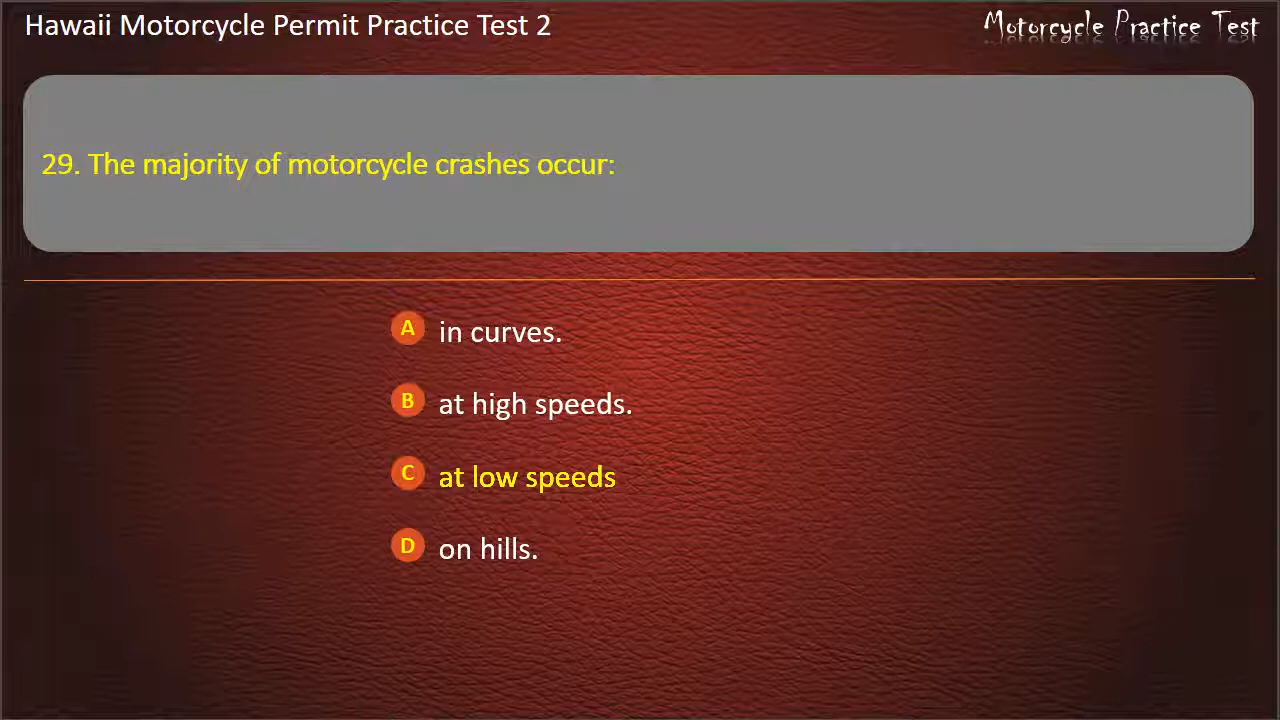 Hawaii Motorcycle Permit Practice Test 2
Motorcycle Practice Test
29. The majority of motorcycle crashes occur:
A in curves.
B at high speeds.
C at low speeds
D on hills.